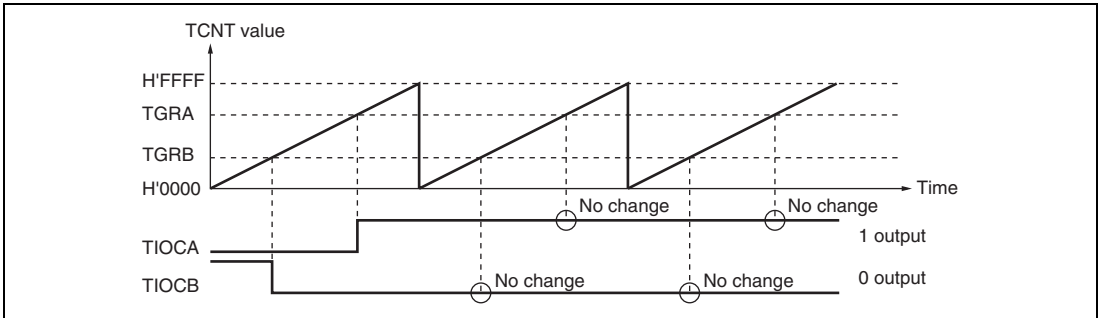 TCNT value
H'FFFF
TGRA
TGRB
H'0000
Time
No change
No change
1 output
TIOCA
TIOCB
No change
No change
0 output